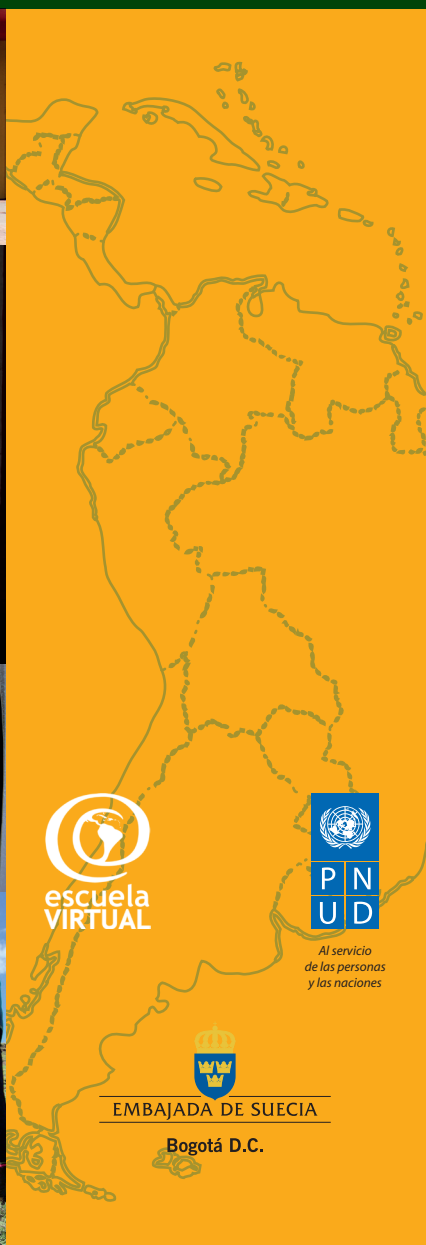 escuela
VIRTUAL
P N
U D
Al servicio
de las personas
y las naciones
EMBAJADA DE SUECIA
Bogotá D.C.